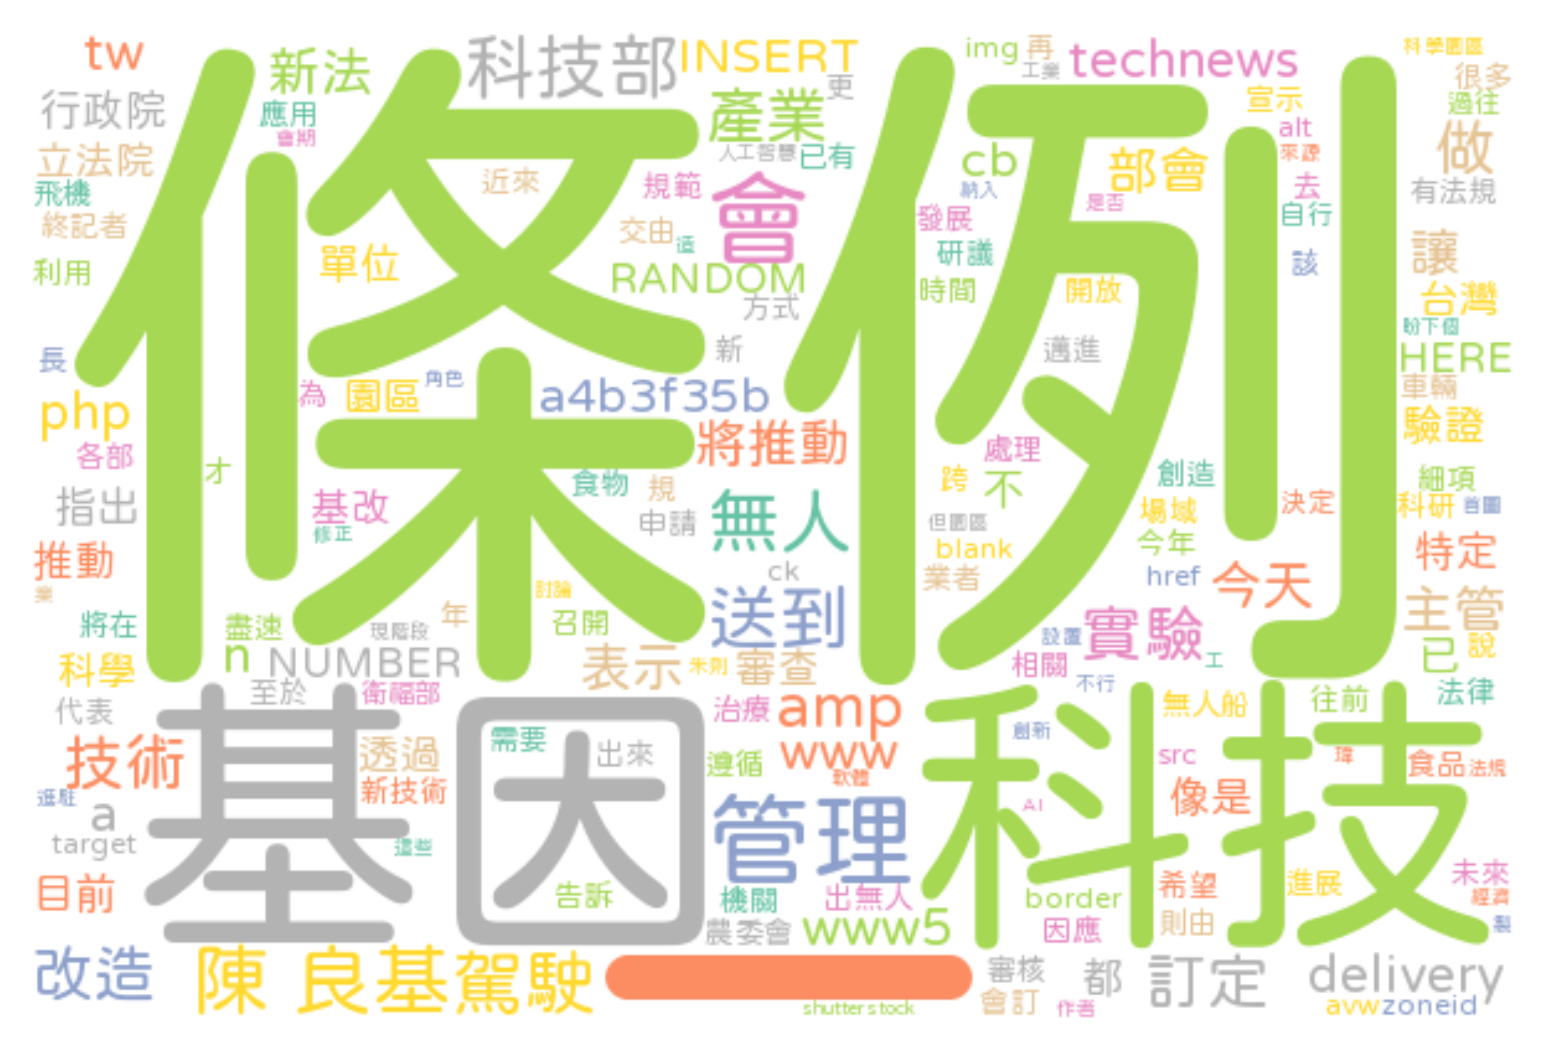 tw
新法
科技部
INSERT
img
再
technews
科學園區
行政院
應用
會期
產業
更
工業
宣示
很多
過往
條例
立法院
人工智慧
已有
cb
部會
alt
來源
做
飛機
近來
規範
會
納入
是否
去
有法規
終記者
交由
造
發展
自行
單位
研議
該
讓
利用
RANDOM
時間
開放
台灣
方式
盼下個
長
新
邁進
HERE
角色
車輛
為
園區
a4b3f35b
php
驗證
將推動
各部
處理
才
食物
跨
不
創造
細項
基改
規
無人
場域
決定
科研
首圖
指出
申請
但園區
修正
blank
今年
推動
ck
業者
href
今天
特定
業
討論
送到
主管
將在
盡速
現階段
年
召開
設置
實驗
已
說
科學
n
NUMBER
表示
朱則
審查
相關
工
至於
衛福部
不行
法律
代表
基因
治療
amp
科技
無人船
往前
技術
透過
需要
出來
遵循
www
創新
src
瑋
食品
法規
進駐
新技術
軟體
像是
a
管理
AI
target
這些
目前
告訴
機關
出無人
border
希望
進展
未來
經濟
農委會
www5
因應
則由
製
改造
陳 良基
駕駛
審核
都
訂定
delivery
shutterstock
會訂
作者
avw
zoneid